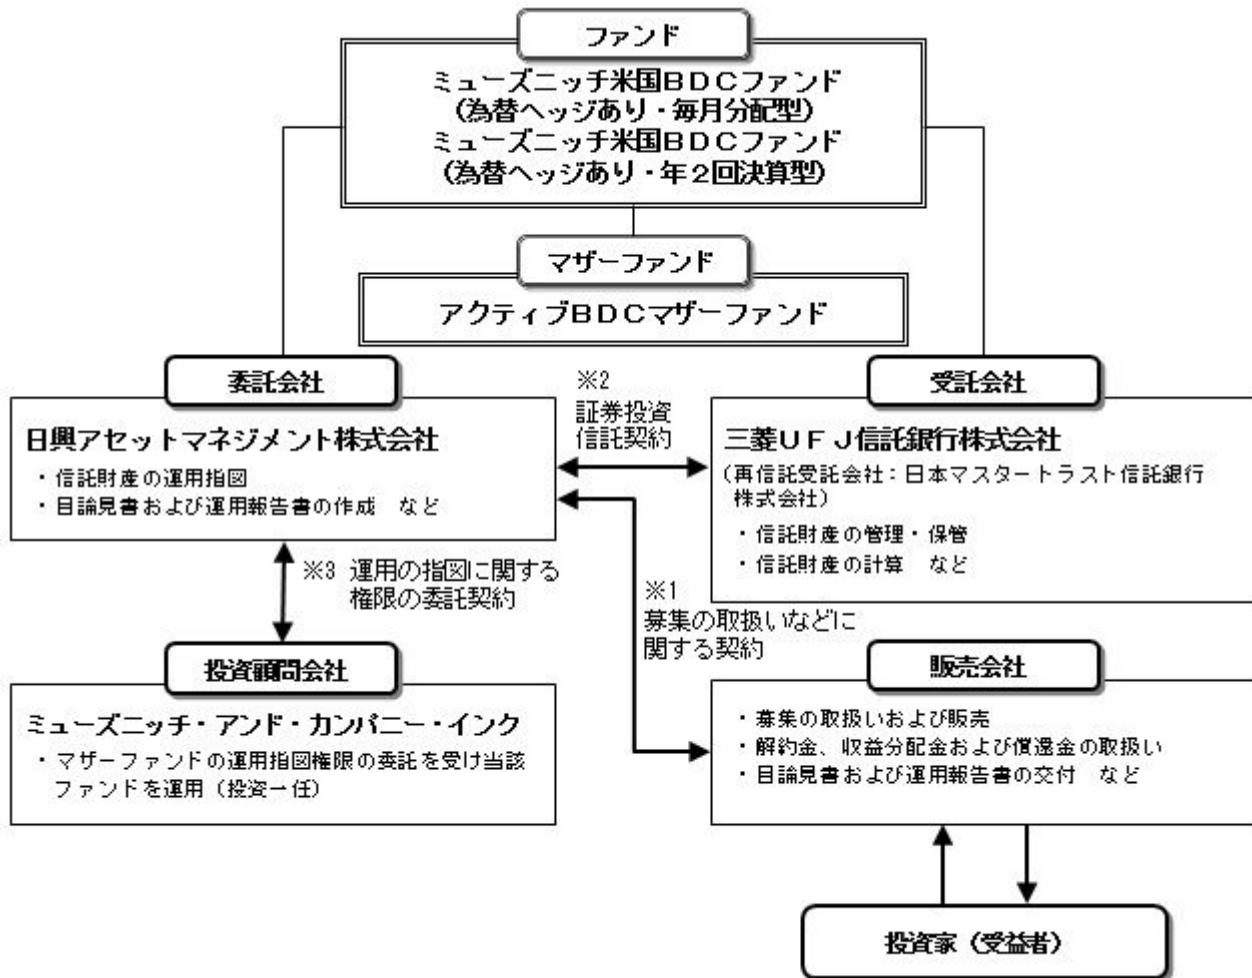 ファンド
ミューズニッチ米国BDCファンド
(為替ヘッジあり・毎月分配型)
ミューズニッチ米国BDCファンド
(為替ヘッジあり・年2回決算型)
マザーファンド
アクティブBDCマザーファンド
委託会社
日興アセットマネジメント株式会社
・信託財産の運用指図
・目論見書および運用報告書の作成 など
※2
証券投資
信託契約
受託会社
三菱UFJ信託銀行株式会社
(再信託受託会社:日本マスタートラスト信託銀行
株式会社)
・信託財産の管理・保管
・信託財産の計算 など
※3 運用の指図に関する
権限の委託契約
※1
募集の取扱いなどに
関する契約
投資顧問会社
ミューズニッチ・アンド・カンパニー・インク
・マザーファンドの運用指図権限の委託を受け当該
ファンドを運用(投資一任)
販売会社
・募集の取扱いおよび販売
・解約金、収益分配金および償還金の取扱い
・目論見書および運用報告書の交付 など
投資家(受益者)